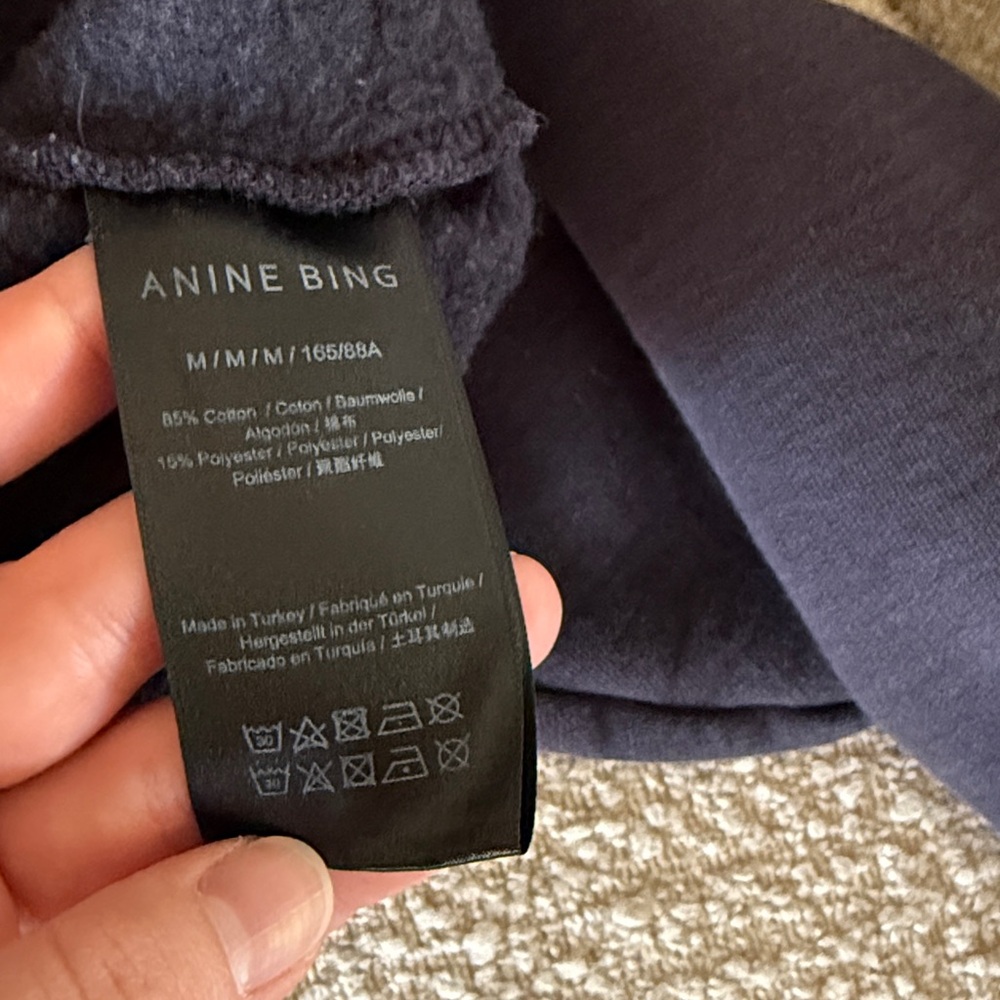 ANINE BING
M / M / M / 165/88A
85% Cotton / Coton / Baumwolle /
Algodón / 棉布
15% Polyester / Polyester / Polyester/
Poliéster / 聚酯纤维
Made in Turkey / Fabriqué en Turquie /
Hergestellt in der Türkei /
Fabricado en Turquía / 土耳其制造
30
30